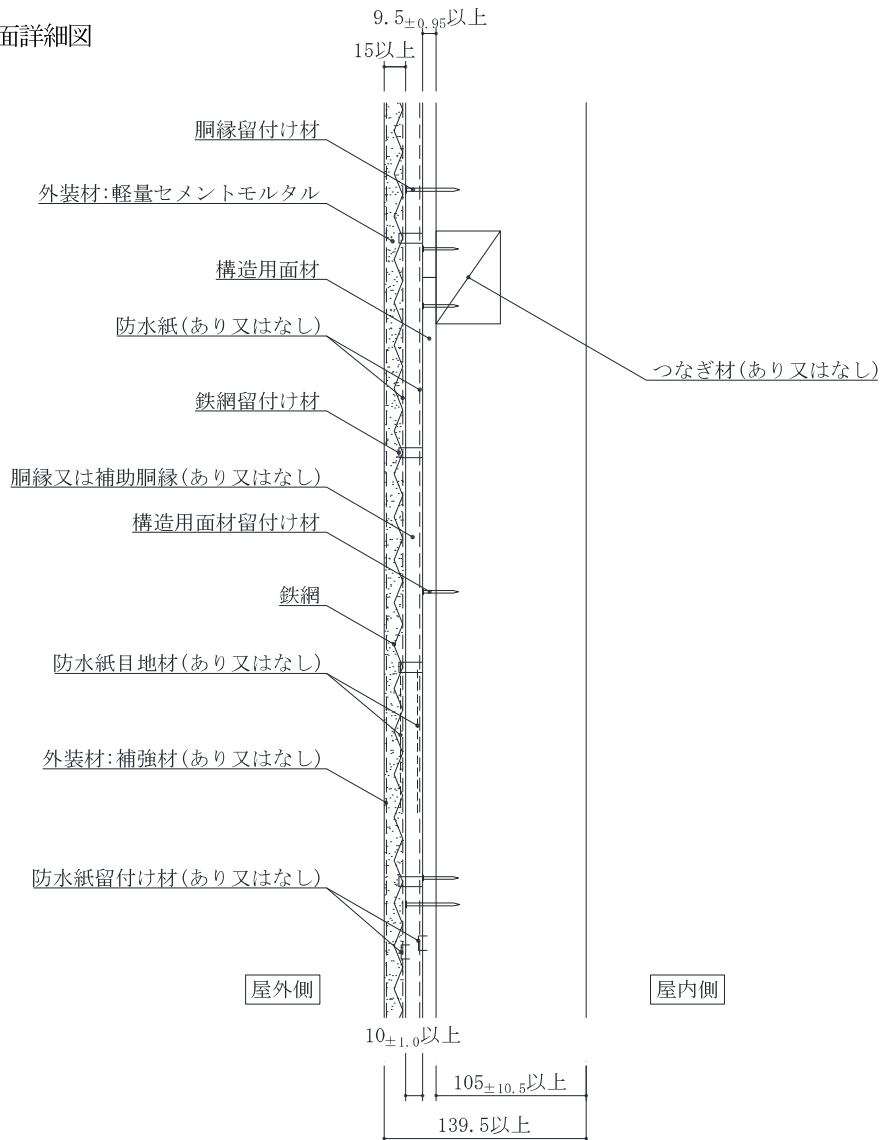 面詳細図
9.5±0.95以上
15以上
胴縁留付け材
外装材:軽量セメントモルタル
構造用面材
防水紙(あり又はなし)
つなぎ材(あり又はなし)
鉄網留付け材
胴縁又は補助胴縁(あり又はなし)
構造用面材留付け材
鉄網
防水紙目地材(あり又はなし)
外装材:補強材(あり又はなし)
防水紙留付け材(あり又はなし)
屋外側
屋内側
10±1.0以上
105±10.5以上
139.5以上